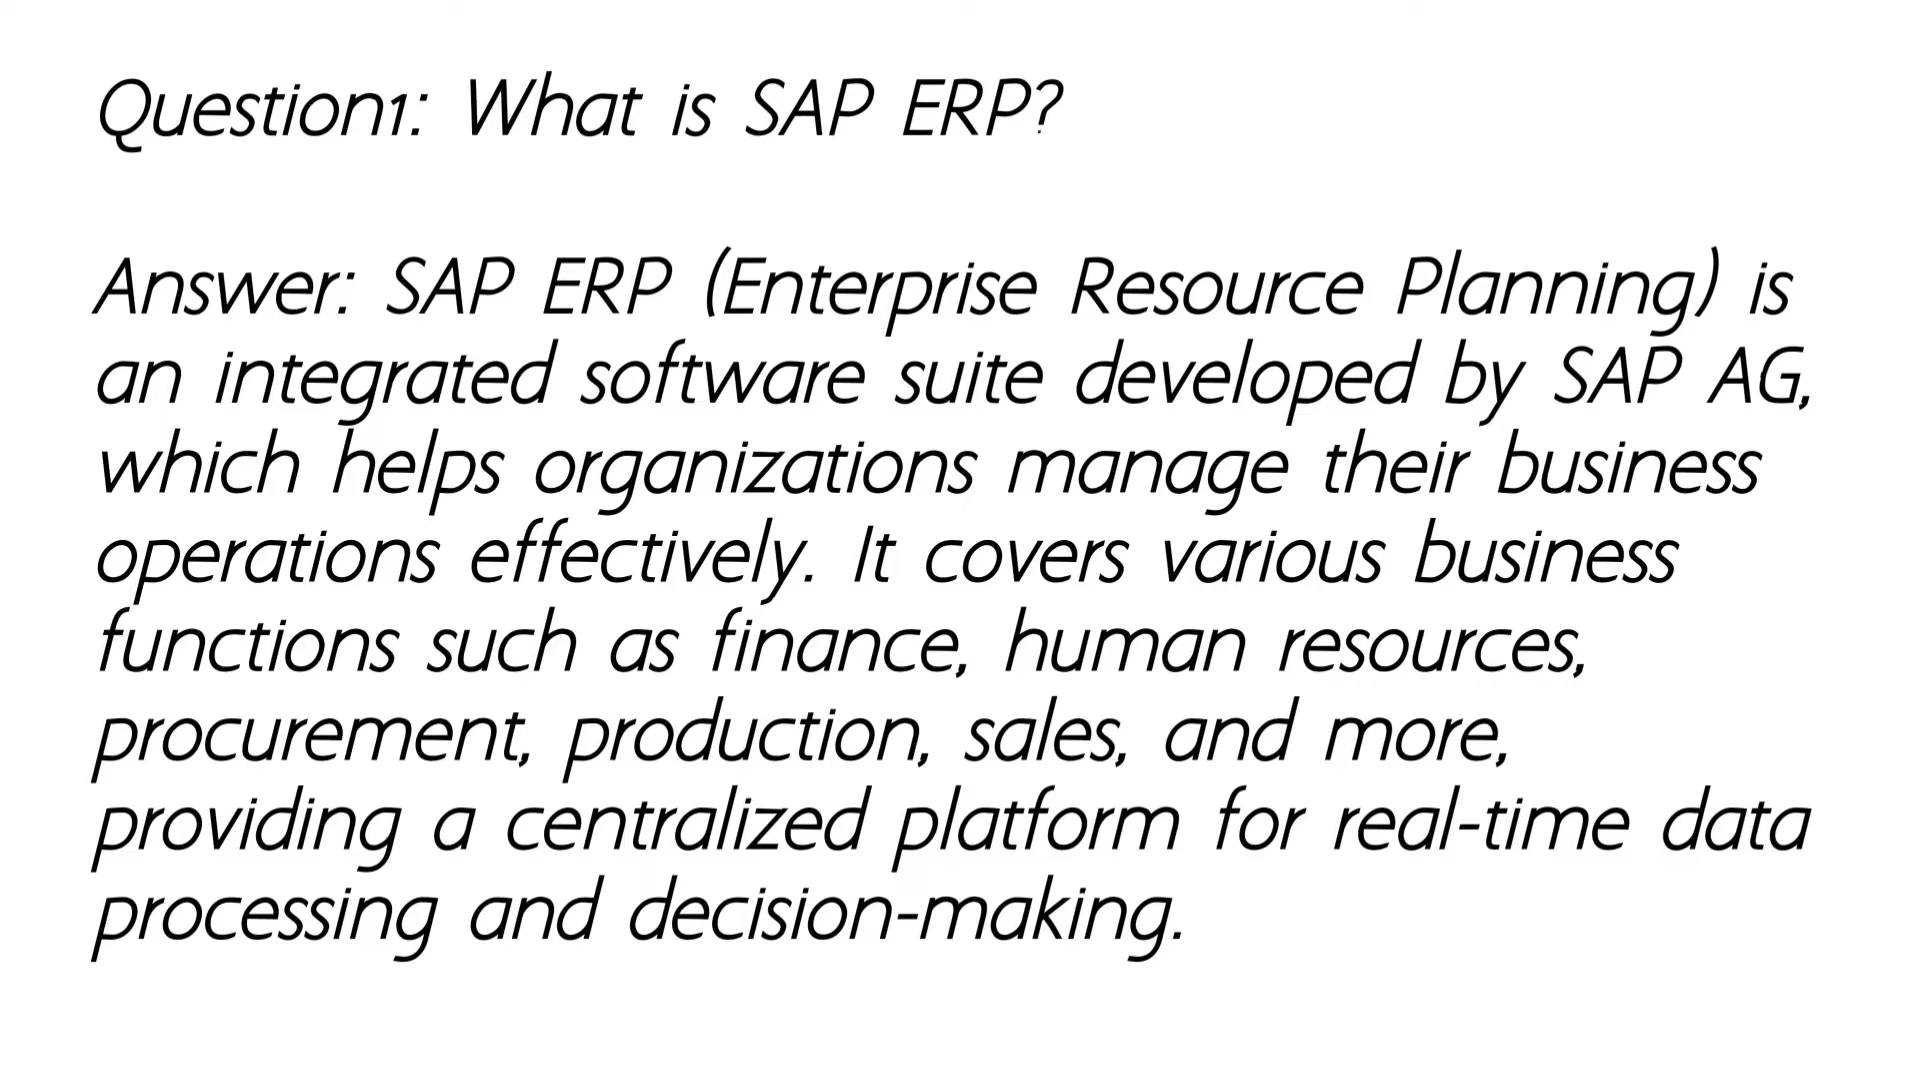 Question1: What is SAP ERP?
Answer: SAP ERP (Enterprise Resource Planning) is
an integrated software suite developed by SAP AG,
which helps organizations manage their business
operations effectively. It covers various business
functions such as finance, human resources,
procurement, production, sales, and more,
providing a centralized platform for real-time data
processing and decision-making.